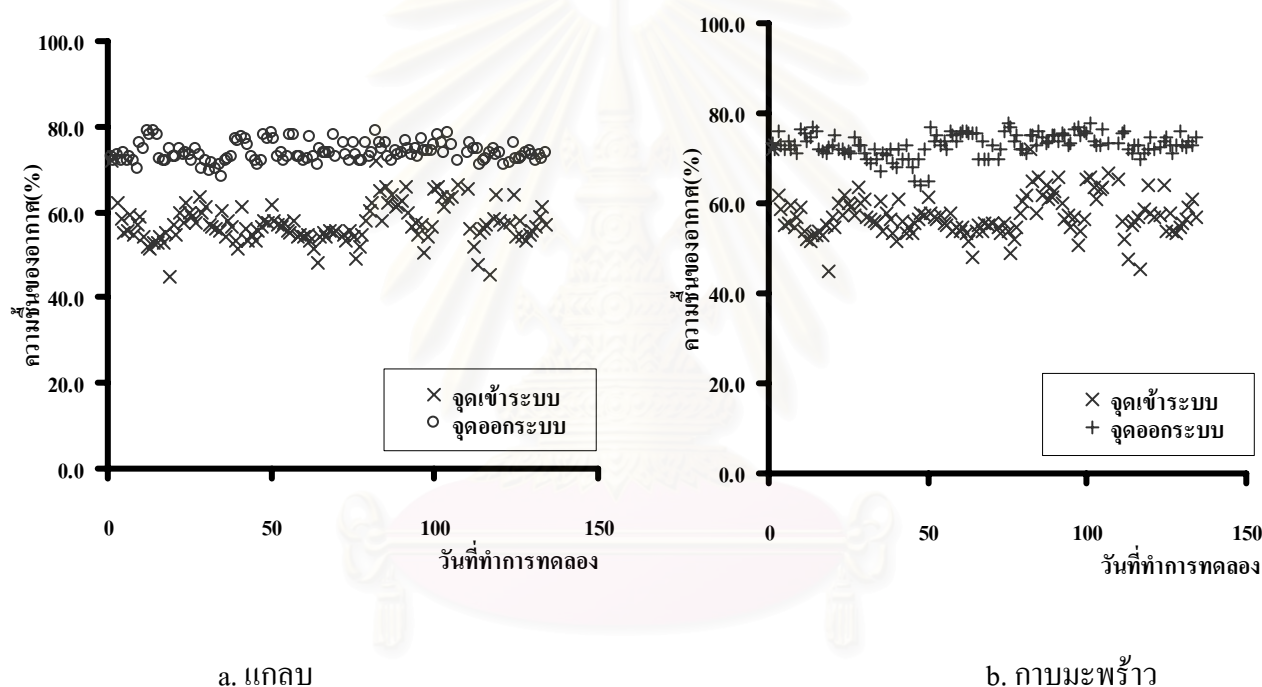 100.0
80.0
60.0
40.0
20.0
0.0
ความชื้นของอากาศ(%)
จุดเข้าระบบ
จุดออกระบบ
0
50
100
150
วันที่ทำการทดลอง
a. แกลบ
100.0
80.0
60.0
40.0
20.0
0.0
ความชื้นของอากาศ(%)
จุดเข้าระบบ
จุดออกระบบ
0
50
100
150
วันที่ทำการทดลอง
b. กาบมะพร้าว